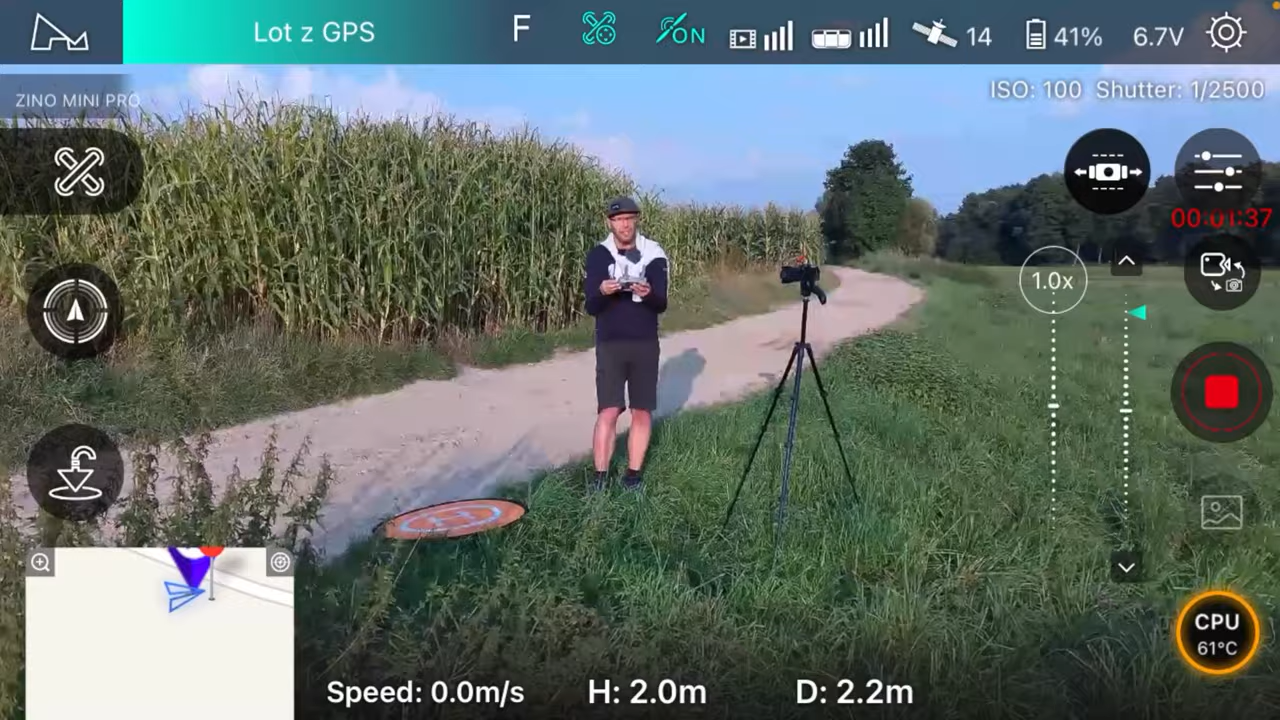 Lot z GPS
F
ON
14
41%
6.7V
ZINO MINI PRO
ISO: 100 Shutter: 1/2500
00:01:37
1.0x
H
CPU
61°C
Speed: 0.0m/s
H: 2.0m
D: 2.2m